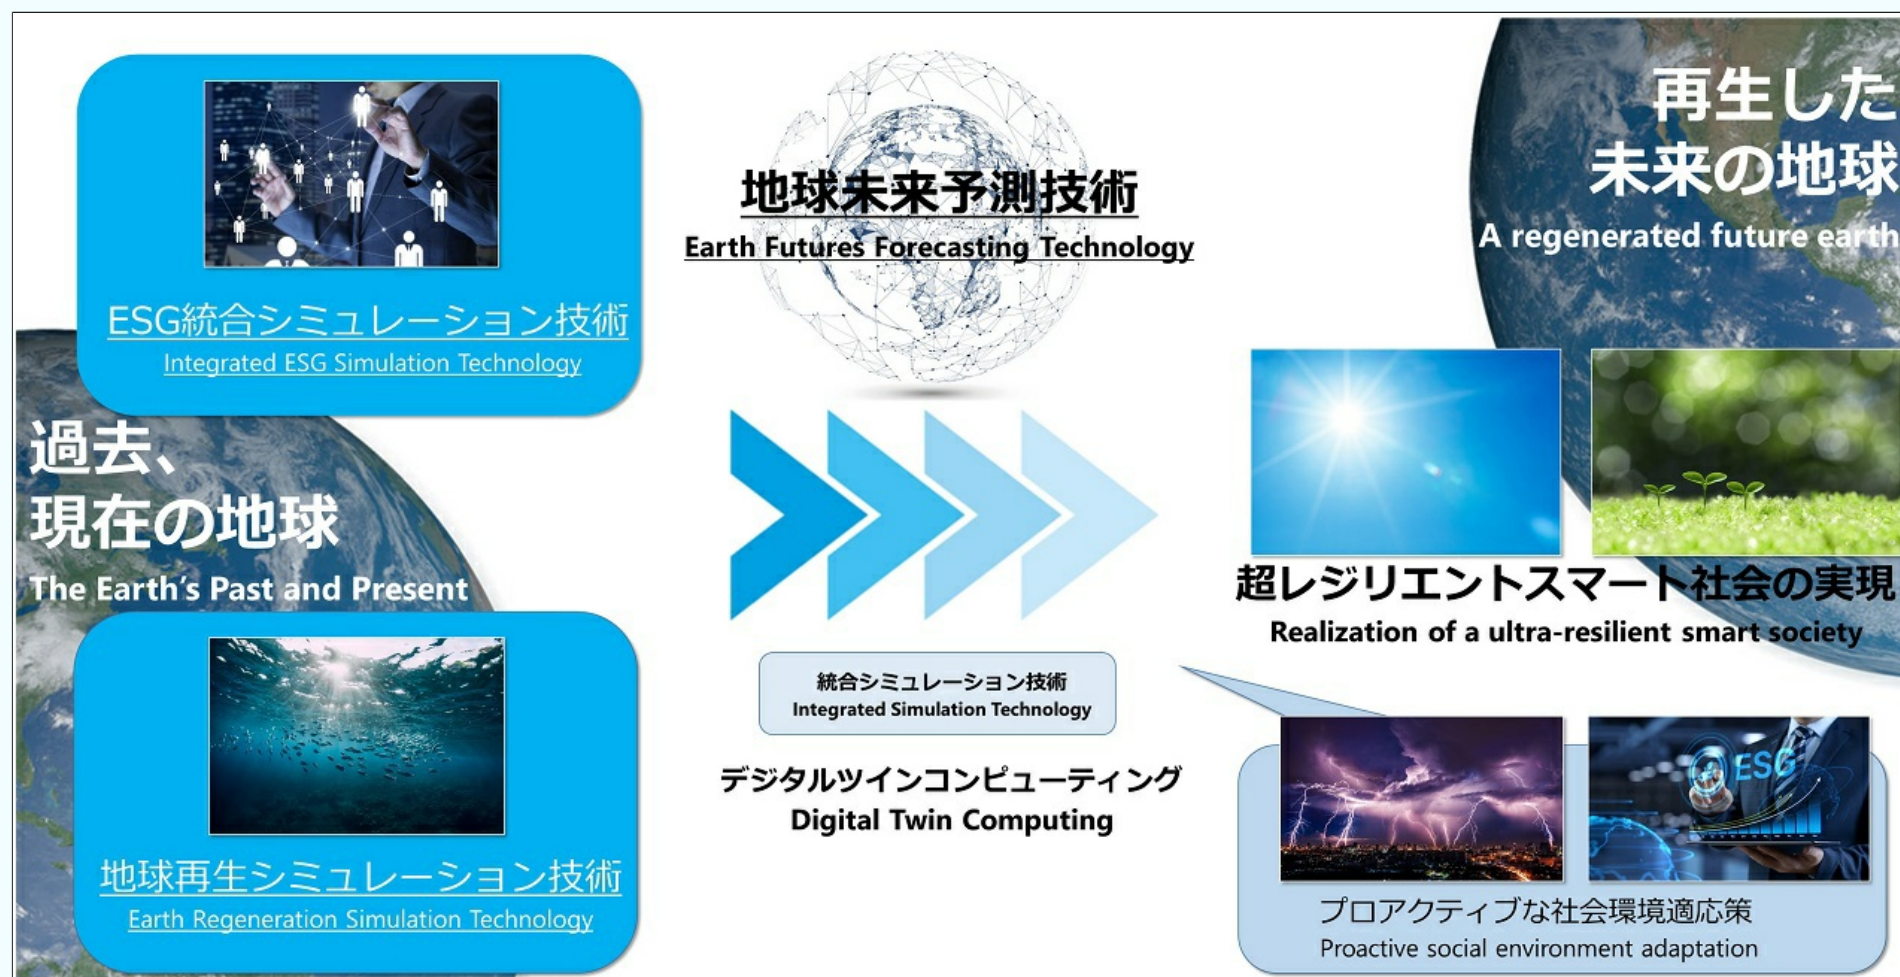 ESG統合シミュレーション技術
Integrated ESG Simulation Technology
過去、
現在の地球
The Earth's Past and Present
地球再生シミュレーション技術
Earth Regeneration Simulation Technology
地球未来予測技術
Earth Futures Forecasting Technology
統合シミュレーション技術
Integrated Simulation Technology
デジタルツインコンピューティング
Digital Twin Computing
再生した
未来の地球
A regenerated future earth
超レジリエントスマート社会の実現
Realization of a ultra-resilient smart society
ESG
プロアクティブな社会環境適応策
Proactive social environment adaptation